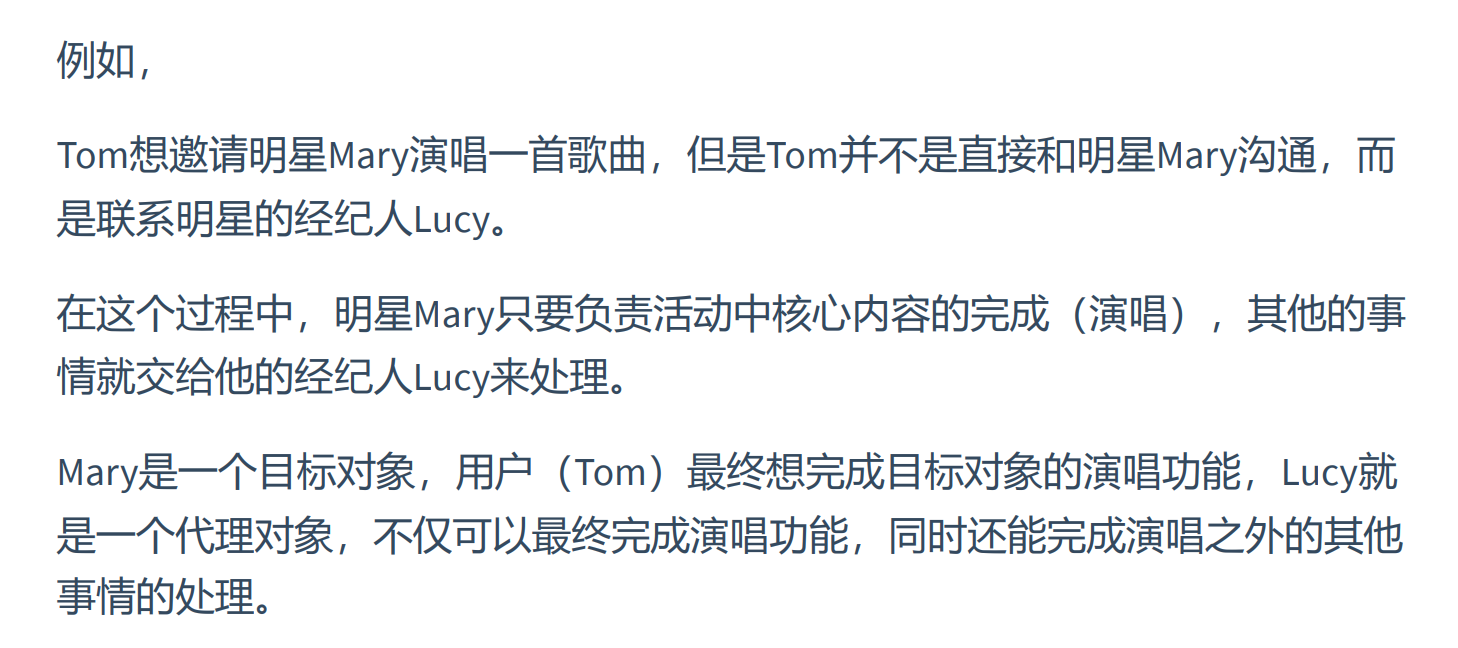 例如，
Tom想邀请明星Mary演唱一首歌曲，但是Tom并不是直接和明星Mary沟通，而
是联系明星的经纪人Lucy。
在这个过程中，明星Mary只要负责活动中核心内容的完成（演唱），其他的事
情就交给他的经纪人Lucy来处理。
Mary是一个目标对象，用户（Tom）最终想完成目标对象的演唱功能，Lucy就
是一个代理对象，不仅可以最终完成演唱功能，同时还能完成演唱之外的其他
事情的处理。